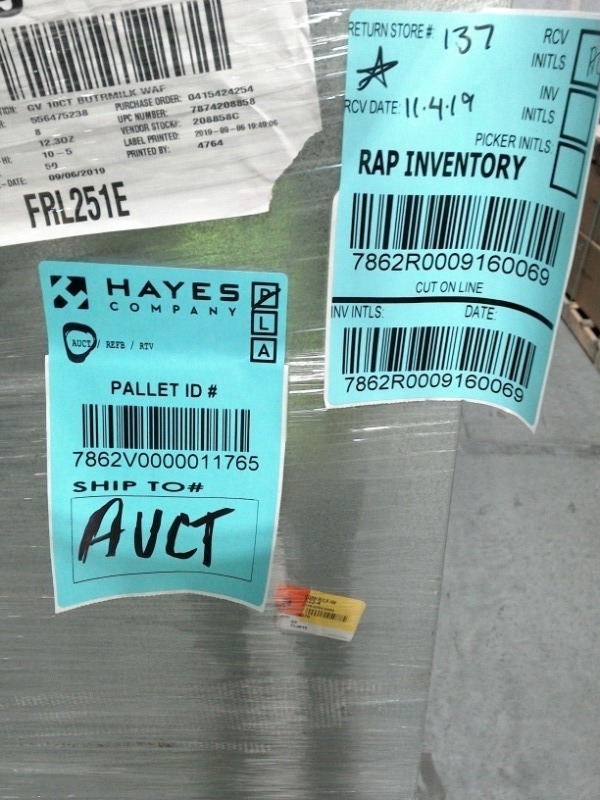 GV 10CT BUTRMILK WAF
556475238
8
12.3OZ
10-5
50
-DATE: 09/06/2019
PURCHASE ORDER: 0415424254
UPC NUMBER: 7874208858
VENDOR STOCK#: 208858C
LABEL PRINTED: 2019-09-06 19:49:06
PRINTED BY: 4764
FRL251E
RETURN STORE #: 137
RCV INITLS
RCV DATE: 11.4.19
INV INITLS
PICKER INITLS:
RAP INVENTORY
7862R0009160069
CUT ON LINE
INV INTLS:
DATE:
7862R0009160069
HAYES
COMPANY
P
L
A
AUCT / REFB / RTV
PALLET ID #
7862V0000011765
SHIP TO#
AUCT